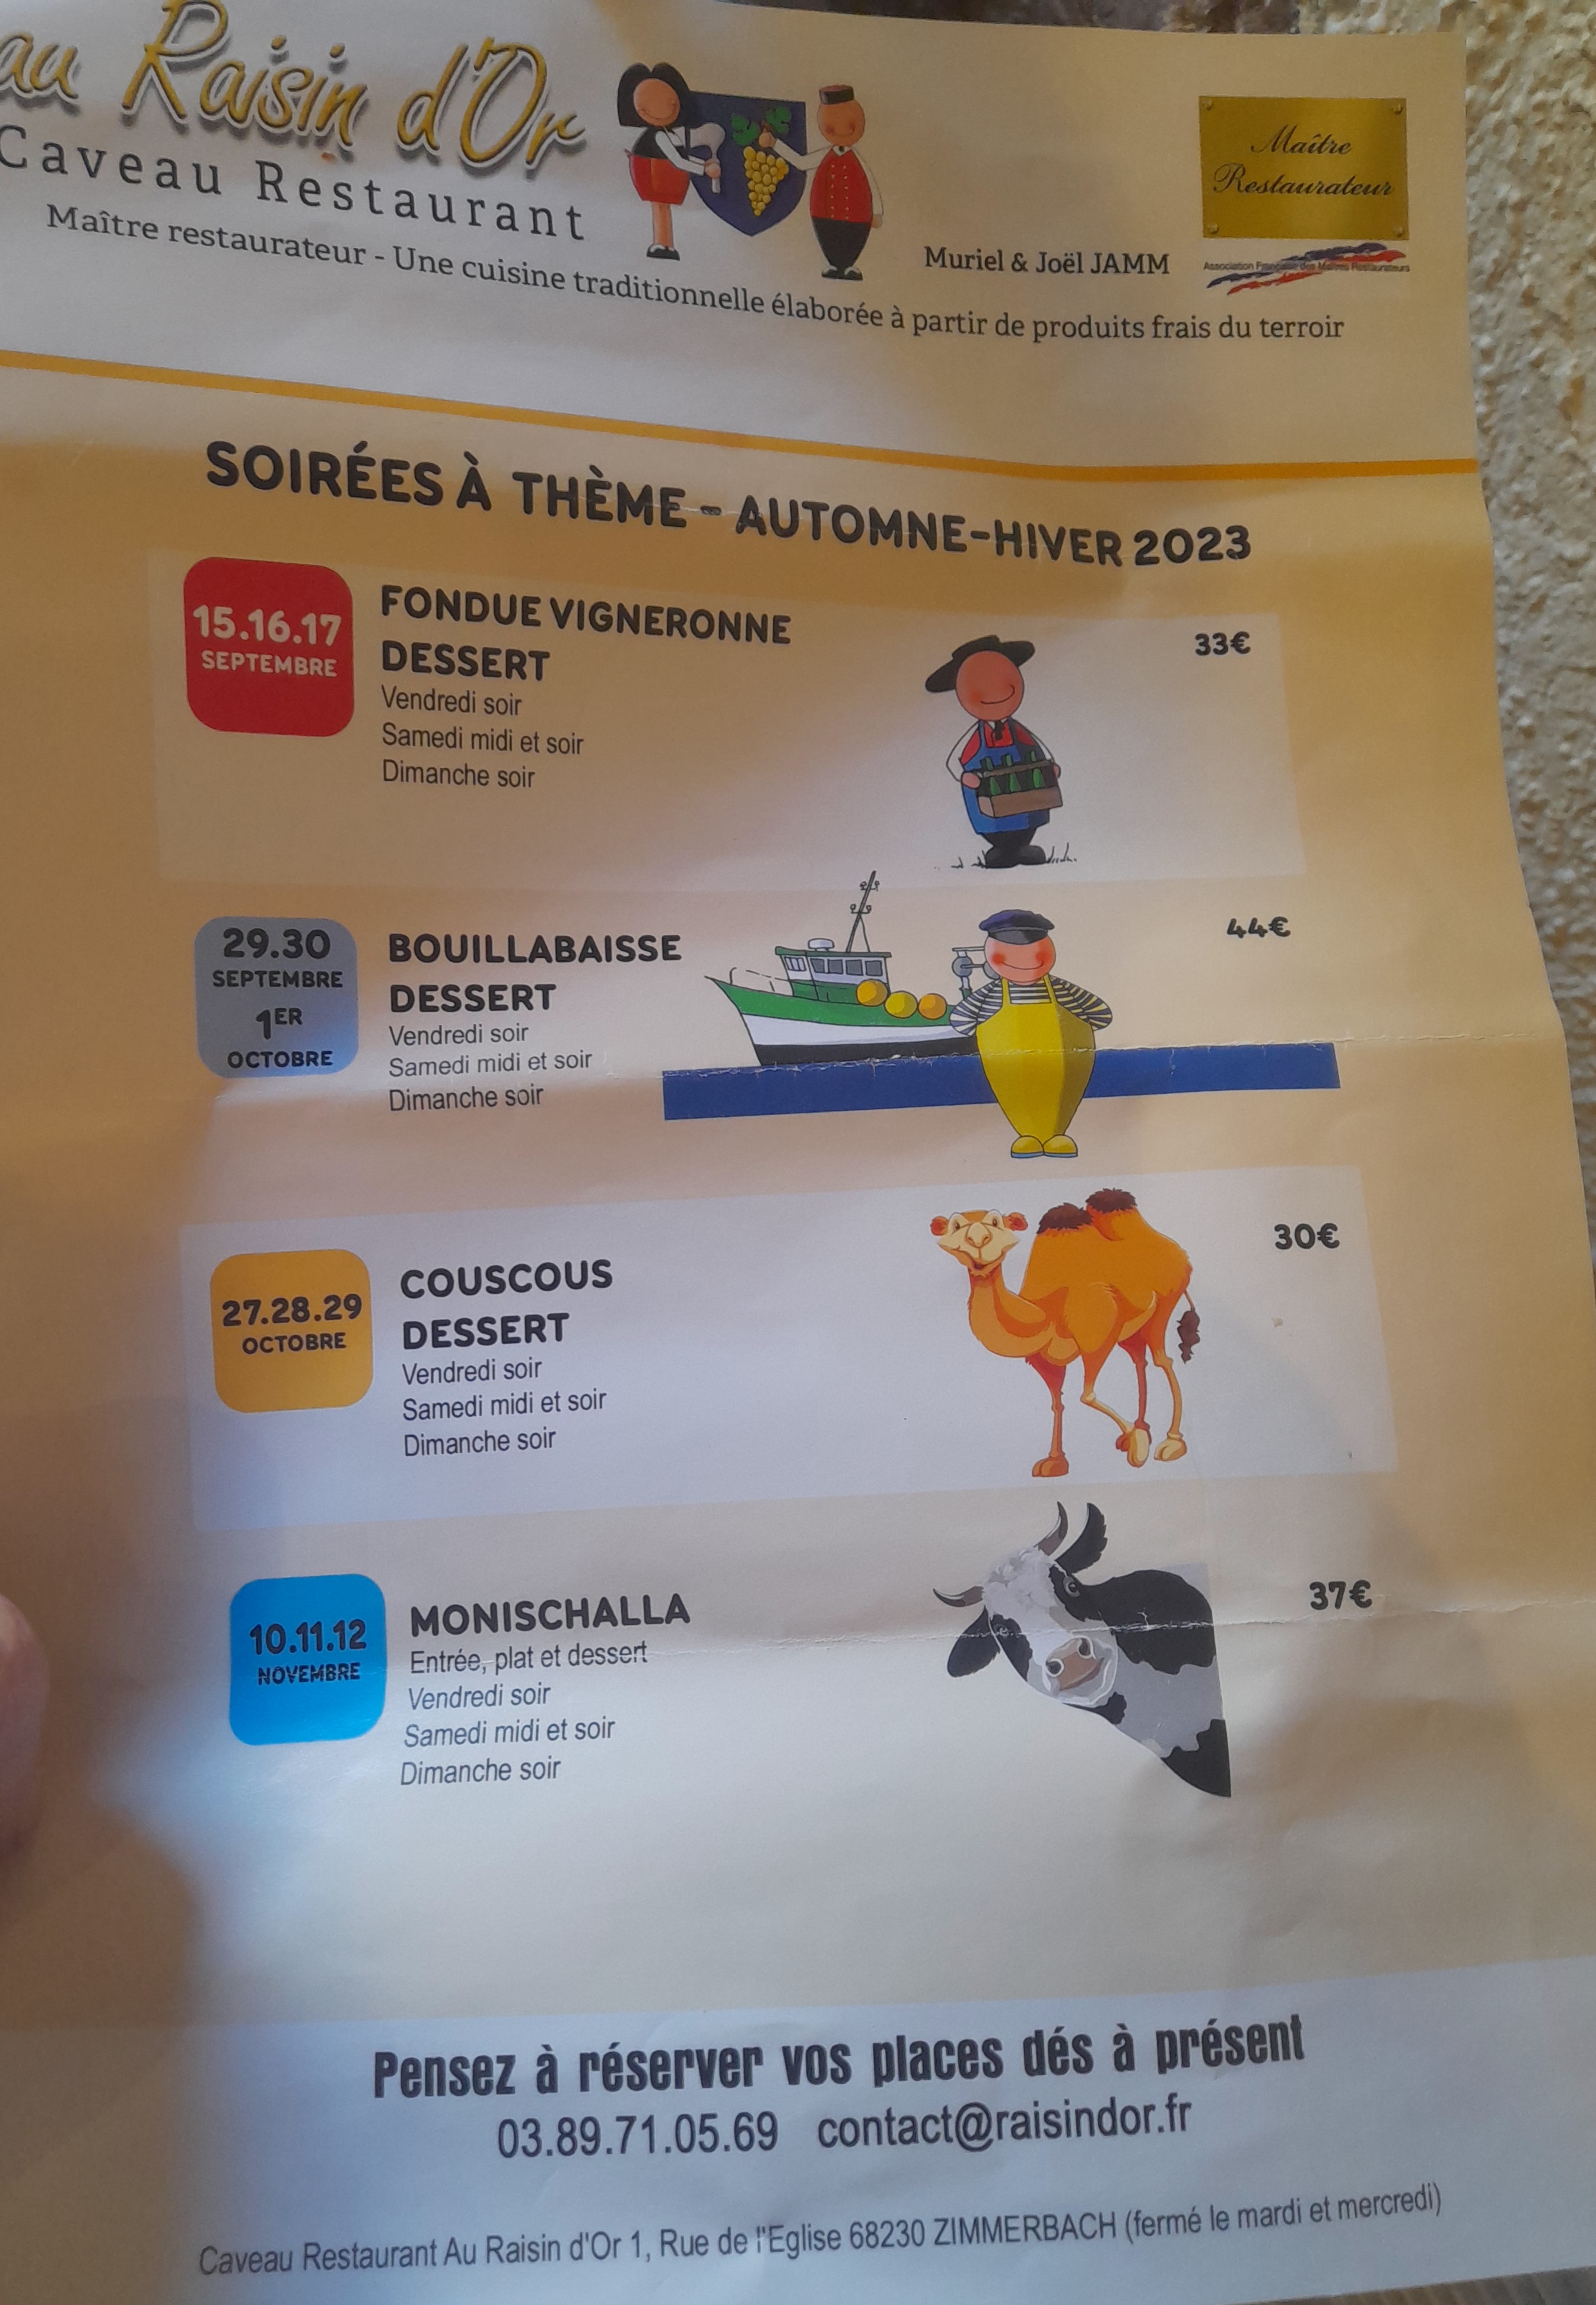 au Raisin d'Or
Caveau Restaurant
Maître restaurateur - Une cuisine traditionnelle élaborée à partir de produits frais du terroir
Muriel & Joël JAMM
Maître
Restaurateur
Association Française des Maîtres Restaurateurs
SOIRÉES À THÈME - AUTOMNE-HIVER 2023
15.16.17
SEPTEMBRE
FONDUE VIGNERONNE
DESSERT
Vendredi soir
Samedi midi et soir
Dimanche soir
33€
29.30
SEPTEMBRE
1ER
OCTOBRE
BOUILLABAISSE
DESSERT
Vendredi soir
Samedi midi et soir
Dimanche soir
44€
27.28.29
OCTOBRE
COUSCOUS
DESSERT
Vendredi soir
Samedi midi et soir
Dimanche soir
30€
10.11.12
NOVEMBRE
MONISCHALLA
Entrée, plat et dessert
Vendredi soir
Samedi midi et soir
Dimanche soir
37€
Pensez à réserver vos places dés à présent
03.89.71.05.69 contact@raisindor.fr
Caveau Restaurant Au Raisin d'Or 1, Rue de l'Eglise 68230 ZIMMERBACH (fermé le mardi et mercredi)